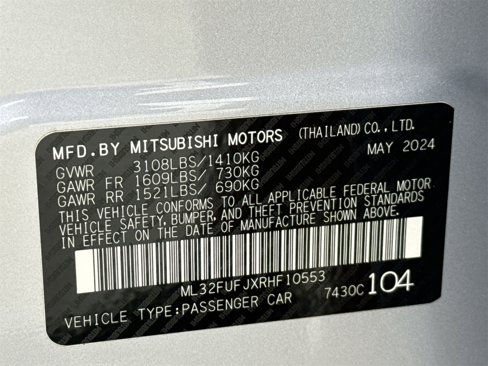 MFD.BY MITSUBISHI MOTORS (THAILAND)CO.,LTD.
MAY 2024
GVWR 3108LBS/1410KG
GAWR FR 1609LBS/ 730KG
GAWR RR 1521LBS/ 690KG
THIS VEHICLE CONFORMS TO ALL APPLICABLE FEDERAL MOTOR
VEHICLE SAFETY,BUMPER,AND THEFT PREVENTION STANDARDS
IN EFFECT ON THE DATE OF MANUFACTURE SHOWN ABOVE.
ML32FUFJXRHF10553
7430C 104
VEHICLE TYPE:PASSENGER CAR